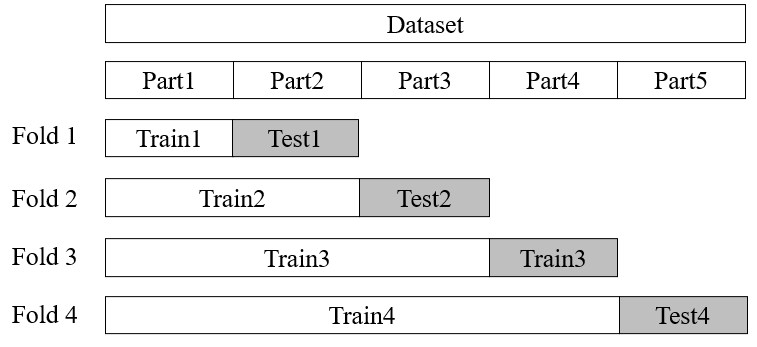 Dataset
Part1 Part2 Part3 Part4 Part5
Fold 1 Train1 Test1
Fold 2 Train2 Test2
Fold 3 Train3 Train3
Fold 4 Train4 Test4